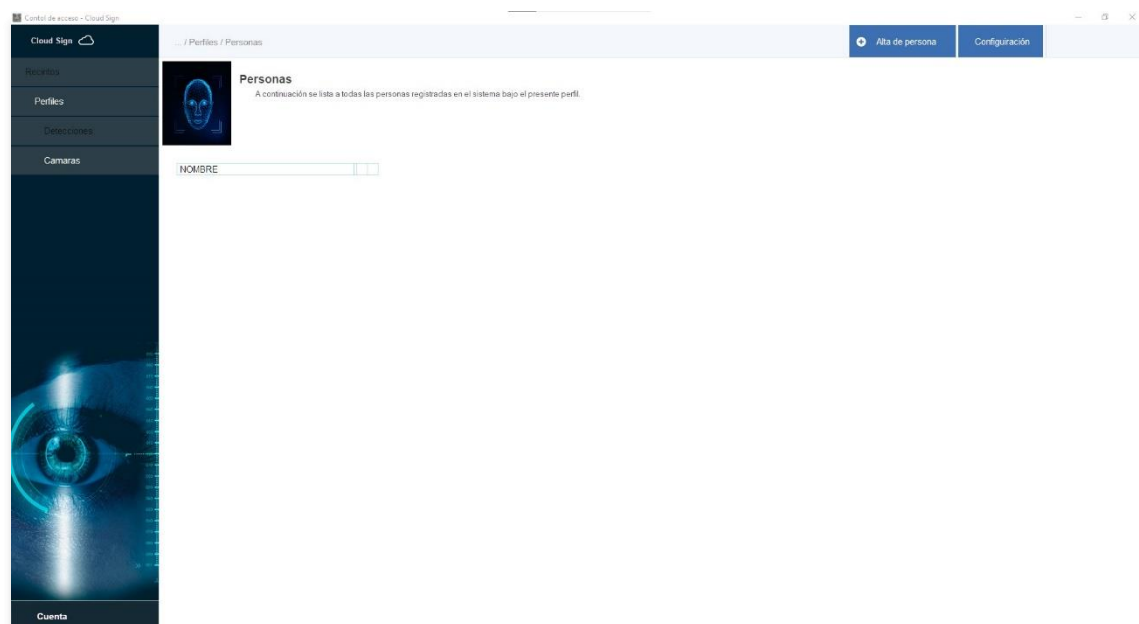 Contol de acceso - Cloud Sign
Cloud Sign
... / Perfiles / Personas
Alta de persona
Configuiración
Recintos
Perfiles
Detecciones
Camaras
Personas
A continuación se lista a todas las personas registradas en el sistema bajo el presente perfil.
NOMBRE
Cuenta